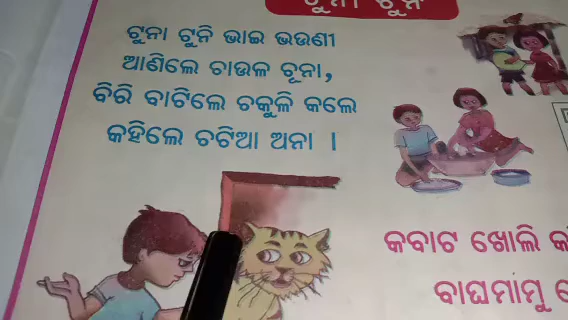 ଟୁନା ଟୁନି ଭାଇ ଭଉଣୀ
ଆଣିଲେ ଚାଉଳ ଚୂନା,
ବିରି ବାଟିଲେ ଚକୁଳି କଲେ
କହିଲେ ଚଟିଆ ଅନା ।
କବାଟ ଖୋଲି
ବାଘମାମୁ